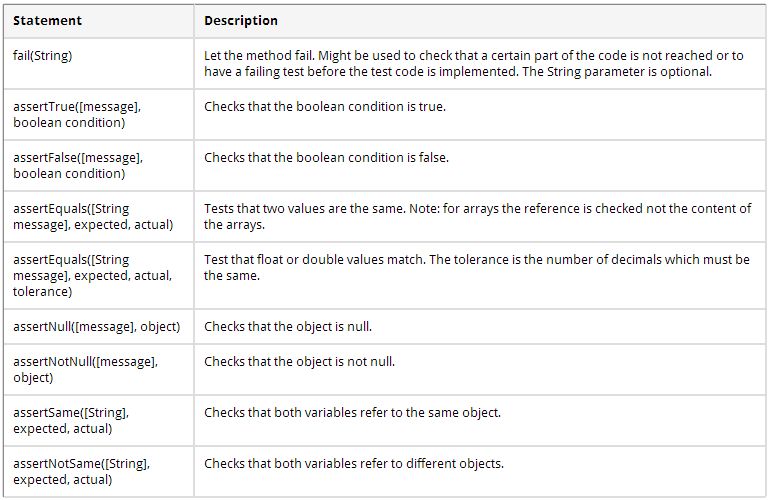 Statement Description
fail(String) Let the method fail. Might be used to check that a certain part of the code is not reached or to
have a failing test before the test code is implemented. The String parameter is optional.
assertTrue([message], Checks that the boolean condition is true.
boolean condition)
assertFalse([message], Checks that the boolean condition is false.
boolean condition)
assertEquals([String Tests that two values are the same. Note: for arrays the reference is checked not the content of
message], expected, actual) the arrays.
assertEquals([String Test that float or double values match. The tolerance is the number of decimals which must be
message], expected, actual, the same.
tolerance)
assertNull([message], object) Checks that the object is null.
assertNotNull([message], Checks that the object is not null.
object)
assertSame([String], Checks that both variables refer to the same object.
expected, actual)
assertNotSame([String], Checks that both variables refer to different objects.
expected, actual)